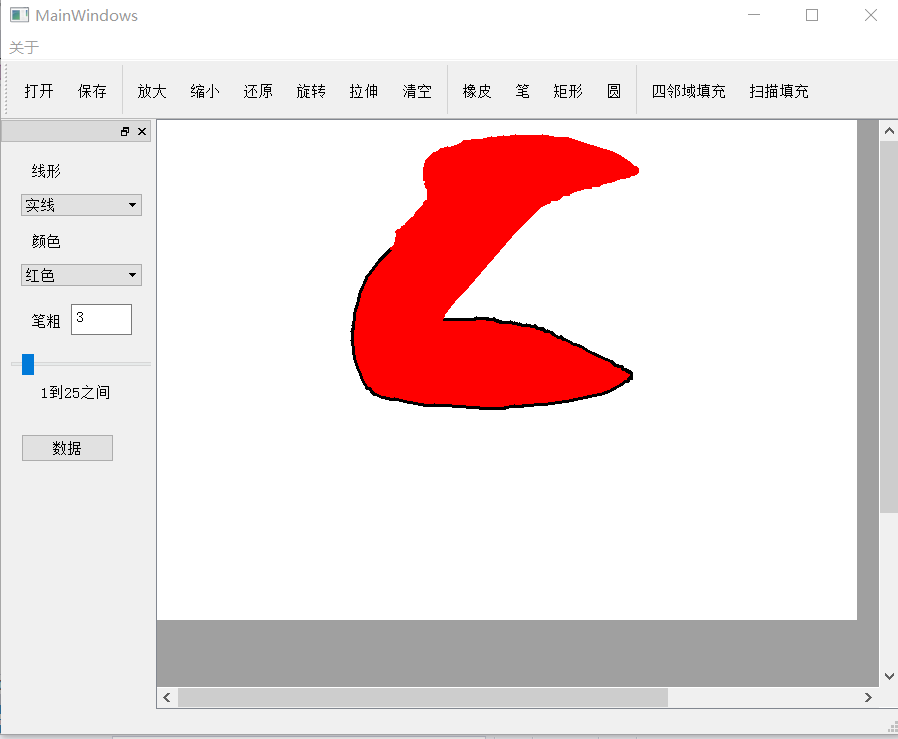 MainWindows
关于
打开 保存 放大 缩小 还原 旋转 拉伸 清空 橡皮 笔 矩形 圆 四邻域填充 扫描填充
线形
实线
颜色
红色
笔粗 3
1到25之间
数据